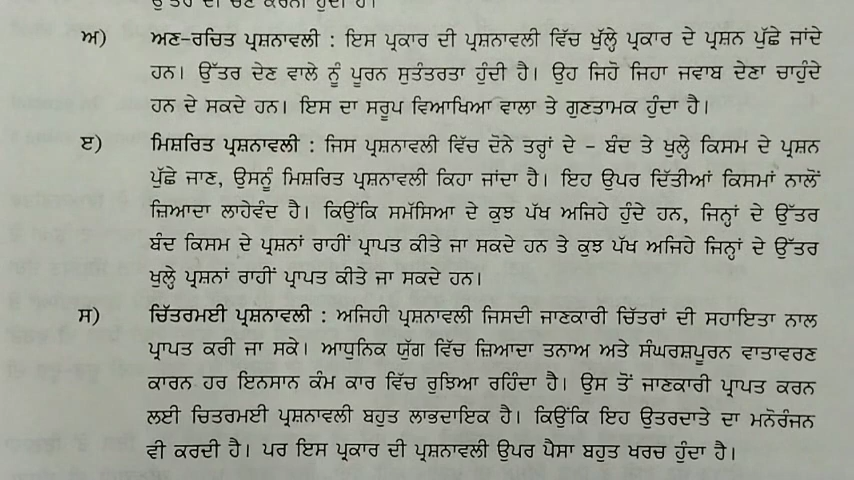 ਉੱਤਰ ਦੀ ਚੋਣ ਕਰਨੀ ਹੁੰਦੀ ਹੈ।
ਅ) ਅਣ-ਰਚਿਤ ਪ੍ਰਸ਼ਨਾਵਲੀ : ਇਸ ਪ੍ਰਕਾਰ ਦੀ ਪ੍ਰਸ਼ਨਾਵਲੀ ਵਿੱਚ ਖੁੱਲ੍ਹੇ ਪ੍ਰਕਾਰ ਦੇ ਪ੍ਰਸ਼ਨ ਪੁੱਛੇ ਜਾਂਦੇ
ਹਨ। ਉੱਤਰ ਦੇਣ ਵਾਲੇ ਨੂੰ ਪੂਰਨ ਸੁਤੰਤਰਤਾ ਹੁੰਦੀ ਹੈ। ਉਹ ਜਿਹੋ ਜਿਹਾ ਜਵਾਬ ਦੇਣਾ ਚਾਹੁੰਦੇ
ਹਨ ਦੇ ਸਕਦੇ ਹਨ। ਇਸ ਦਾ ਸਰੂਪ ਵਿਆਖਿਆ ਵਾਲਾ ਤੇ ਗੁਣਤਾਮਕ ਹੁੰਦਾ ਹੈ।
ੲ) ਮਿਸ਼ਰਿਤ ਪ੍ਰਸ਼ਨਾਵਲੀ : ਜਿਸ ਪ੍ਰਸ਼ਨਾਵਲੀ ਵਿੱਚ ਦੋਨੋ ਤਰ੍ਹਾਂ ਦੇ - ਬੰਦ ਤੇ ਖੁੱਲ੍ਹੇ ਕਿਸਮ ਦੇ ਪ੍ਰਸ਼ਨ
ਪੁੱਛੇ ਜਾਣ, ਉਸਨੂੰ ਮਿਸ਼ਰਿਤ ਪ੍ਰਸ਼ਨਾਵਲੀ ਕਿਹਾ ਜਾਂਦਾ ਹੈ। ਇਹ ਉਪਰ ਦਿੱਤੀਆਂ ਕਿਸਮਾਂ ਨਾਲੋਂ
ਜ਼ਿਆਦਾ ਲਾਹੇਵੰਦ ਹੈ। ਕਿਉਂਕਿ ਸਮੱਸਿਆ ਦੇ ਕੁਝ ਪੱਖ ਅਜਿਹੇ ਹੁੰਦੇ ਹਨ, ਜਿਨ੍ਹਾਂ ਦੇ ਉੱਤਰ
ਬੰਦ ਕਿਸਮ ਦੇ ਪ੍ਰਸ਼ਨਾਂ ਰਾਹੀਂ ਪ੍ਰਾਪਤ ਕੀਤੇ ਜਾ ਸਕਦੇ ਹਨ ਤੇ ਕੁਝ ਪੱਖ ਅਜਿਹੇ ਜਿਨ੍ਹਾਂ ਦੇ ਉੱਤਰ
ਖੁਲ੍ਹੇ ਪ੍ਰਸ਼ਨਾਂ ਰਾਹੀਂ ਪ੍ਰਾਪਤ ਕੀਤੇ ਜਾ ਸਕਦੇ ਹਨ।
ਸ) ਚਿੱਤਰਮਈ ਪ੍ਰਸ਼ਨਾਵਲੀ : ਅਜਿਹੀ ਪ੍ਰਸ਼ਨਾਵਲੀ ਜਿਸਦੀ ਜਾਣਕਾਰੀ ਚਿੱਤਰਾਂ ਦੀ ਸਹਾਇਤਾ ਨਾਲ
ਪ੍ਰਾਪਤ ਕਰੀ ਜਾ ਸਕੇ। ਆਧੁਨਿਕ ਯੁੱਗ ਵਿੱਚ ਜ਼ਿਆਦਾ ਤਨਾਅ ਅਤੇ ਸੰਘਰਸ਼ਪੂਰਨ ਵਾਤਾਵਰਣ
ਕਾਰਨ ਹਰ ਇਨਸਾਨ ਕੰਮ ਕਾਰ ਵਿੱਚ ਰੁਝਿਆ ਰਹਿੰਦਾ ਹੈ। ਉਸ ਤੋਂ ਜਾਣਕਾਰੀ ਪ੍ਰਾਪਤ ਕਰਨ
ਲਈ ਚਿਤਰਮਈ ਪ੍ਰਸ਼ਨਾਵਲੀ ਬਹੁਤ ਲਾਭਦਾਇਕ ਹੈ। ਕਿਉਂਕਿ ਇਹ ਉਤਰਦਾਤੇ ਦਾ ਮਨੋਰੰਜਨ
ਵੀ ਕਰਦੀ ਹੈ। ਪਰ ਇਸ ਪ੍ਰਕਾਰ ਦੀ ਪ੍ਰਸ਼ਨਾਵਲੀ ਉਪਰ ਪੈਸਾ ਬਹੁਤ ਖਰਚ ਹੁੰਦਾ ਹੈ।